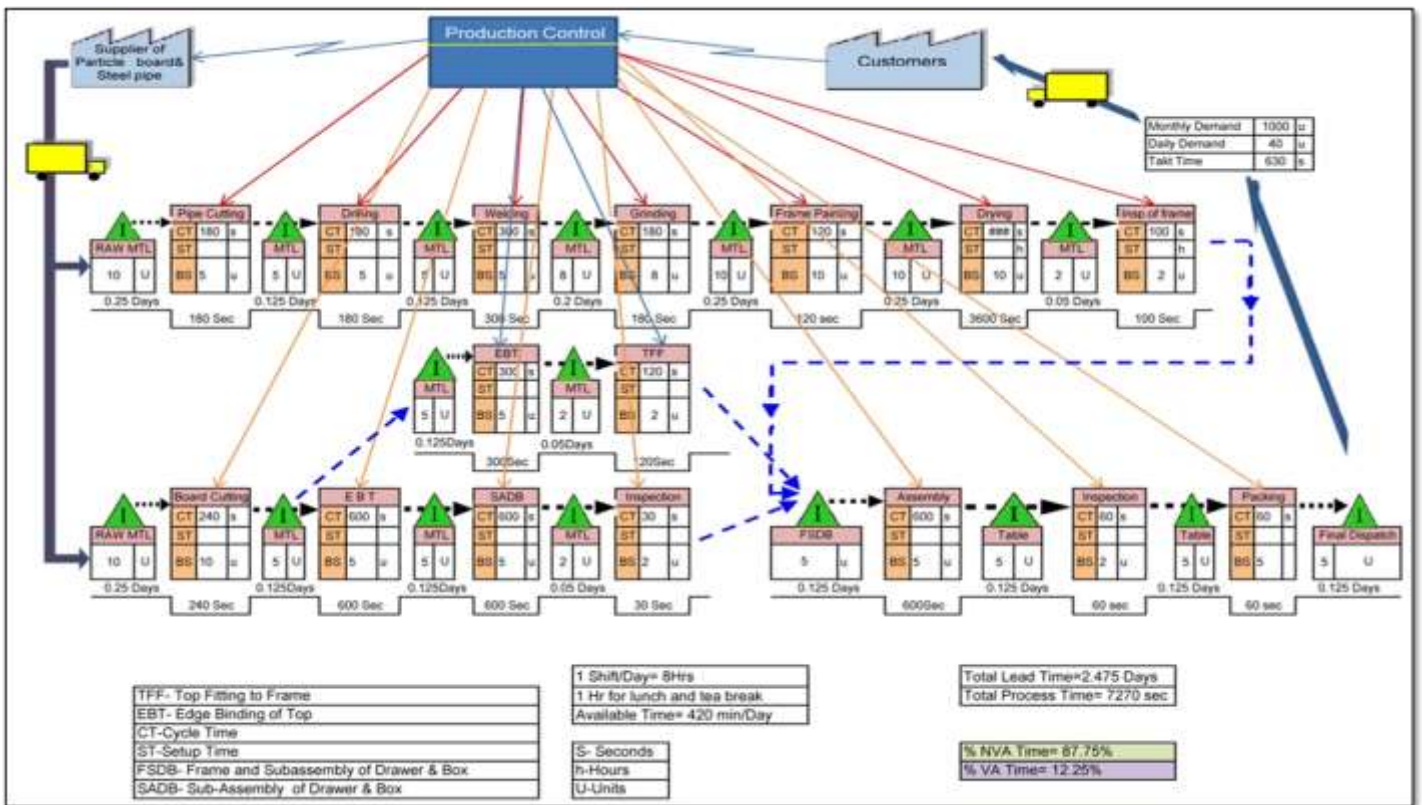 Production Control
Supplier of
Particle board&
Steel pipe
Customers
Monthly Demand 1000 u
Daily Demand 40 u
Takt Time 630 s
Pipe Cutting Drilling Welding Grinding Frame Painting Drying Insp of frame
I CT 180 s I CT 180 s I CT 300 s I CT 180 s I CT 120 s I CT ### s I CT 100 s
RAW MTL ST MTL ST MTL ST MTL ST MTL ST MTL ST h MTL ST h
10 U BS 5 u 5 U BS 5 u 5 U BS 5 u 8 U BS 8 u 10 U BS 10 u 10 U BS 10 u 2 U BS 2 u
0.25 Days 0.125Days 0.125 Days 0.2 Days 0.25 Days 0.25 Days 0.05 Days
180 Sec 180 Sec 300 Sec 180 Sec 120 sec 3600 Sec 100 Sec
EBT TFF
I CT 300 s I CT 120 s
MTL ST MTL ST
5 U BS 5 u 2 U BS 2 u
0.125Days 0.05Days
300Sec 120Sec
Board Cutting E B T SADB Inspection Assembly Inspection Packing
I CT 240 s I CT 600 s I CT 600 s I CT 30 s I CT 600 s I CT 60 s I CT 60 s I
RAW MTL ST MTL ST MTL ST MTL ST FSDB ST Table ST Table ST Final Dispatch
10 U BS 10 u 5 U BS 5 u 5 U BS 5 u 2 U BS 2 u 5 u BS 5 u 5 U BS 2 u 5 U BS 5 5 U
0.25 Days 0.125Days 0.125Days 0.05 Days 0.125 Days 0.125 Days 0.125 Days 0.125 Days
240 Sec 600 Sec 600 Sec 30 Sec 600Sec 60 sec 60 sec
TFF- Top Fitting to Frame
EBT- Edge Binding of Top
CT-Cycle Time
ST-Setup Time
FSDB- Frame and Subassembly of Drawer & Box
SADB- Sub-Assembly of Drawer & Box
1 Shift/Day= 8Hrs
1 Hr for lunch and tea break
Available Time= 420 min/Day
S- Seconds
h-Hours
U-Units
Total Lead Time=2.475 Days
Total Process Time= 7270 sec
% NVA Time= 87.75%
% VA Time= 12.25%